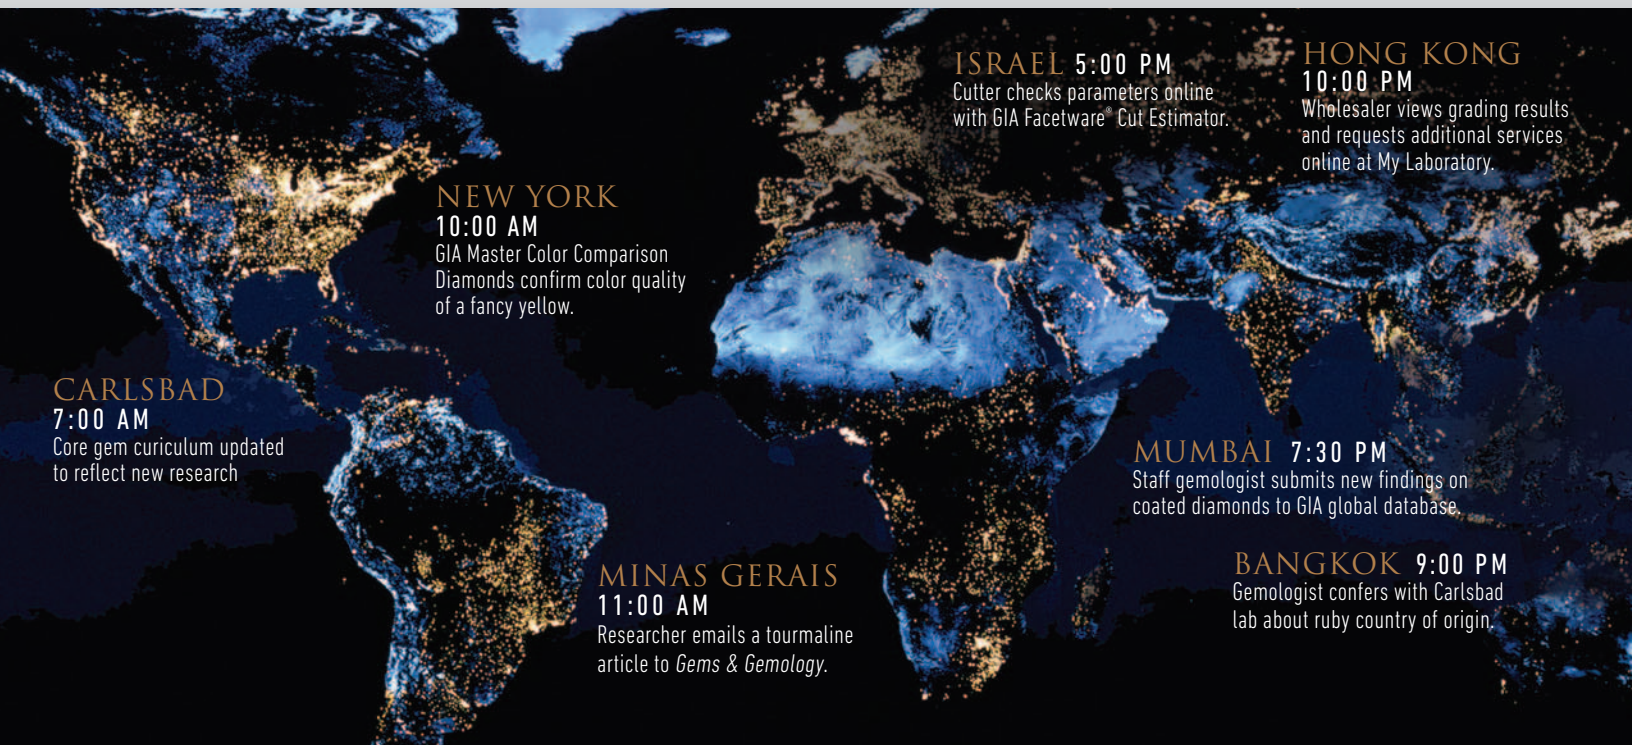 ISRAEL 5:00 PM
Cutter checks parameters online
with GIA Facetware® Cut Estimator.
HONG KONG
10:00 PM
Wholesaler views grading results
and requests additional services
online at My Laboratory.
NEW YORK
10:00 AM
GIA Master Color Comparison
Diamonds confirm color quality
of a fancy yellow.
CARLSBAD
7:00 AM
Core gem curiculum updated
to reflect new research
MUMBAI 7:30 PM
Staff gemologist submits new findings on
coated diamonds to GIA global database.
MINAS GERAIS
11:00 AM
Researcher emails a tourmaline
article to Gems & Gemology.
BANGKOK 9:00 PM
Gemologist confers with Carlsbad
lab about ruby country of origin.